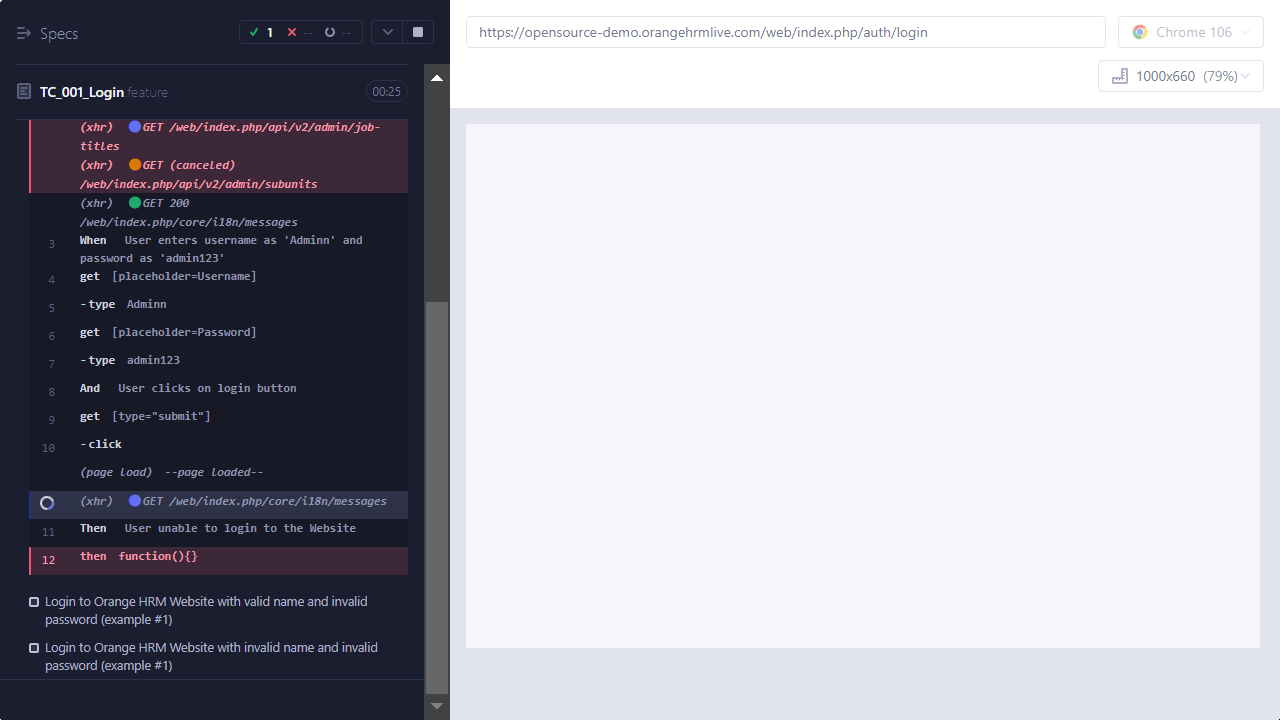 Specs
1
--
--
https://opensource-demo.orangehrmlive.com/web/index.php/auth/login
Chrome 106
1000x660 (79%)
TC_001_Login.feature
00:25
(xhr) GET /web/index.php/api/v2/admin/job-
titles
(xhr) GET (canceled)
/web/index.php/api/v2/admin/subunits
(xhr) GET 200
/web/index.php/core/i18n/messages
3 When User enters username as 'Adminn' and
password as 'admin123'
4 get [placeholder=Username]
5 -type Adminn
6 get [placeholder=Password]
7 -type admin123
8 And User clicks on login button
9 get [type="submit"]
10 -click
(page load) --page loaded--
(xhr) GET /web/index.php/core/i18n/messages
11 Then User unable to login to the Website
12 then function(){}
Login to Orange HRM Website with valid name and invalid
password (example #1)
Login to Orange HRM Website with invalid name and invalid
password (example #1)